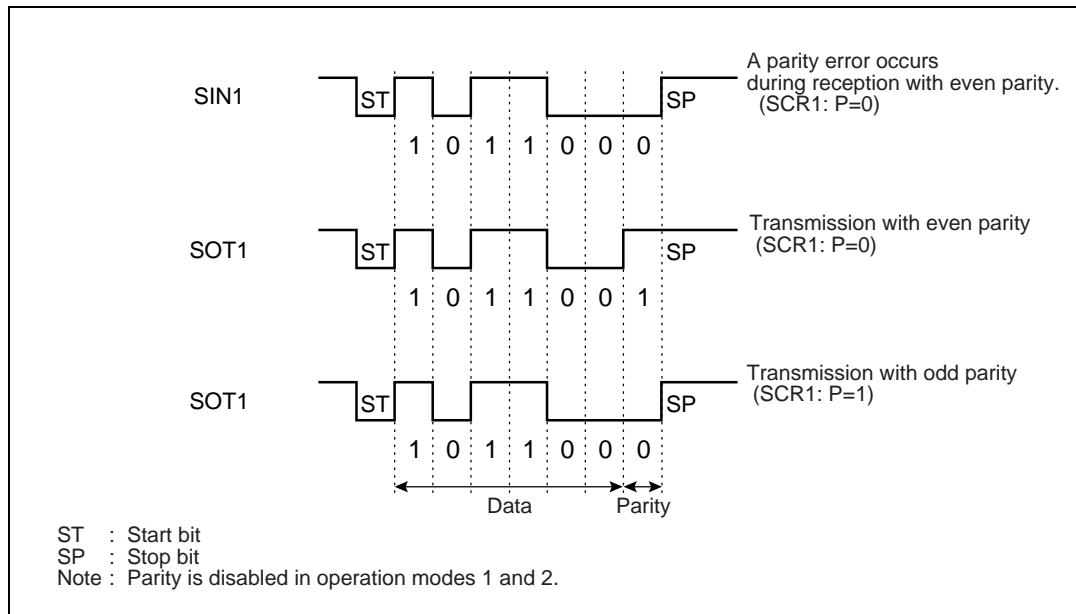 A parity error occurs
during reception with even parity.
(SCR1: P=0)
SIN1
ST
SP
1 0 1 1 0 0 0
Transmission with even parity
(SCR1: P=0)
SOT1
ST
SP
1 0 1 1 0 0 1
Transmission with odd parity
(SCR1: P=1)
SOT1
ST
SP
1 0 1 1 0 0 0
Data Parity
ST : Start bit
SP : Stop bit
Note : Parity is disabled in operation modes 1 and 2.